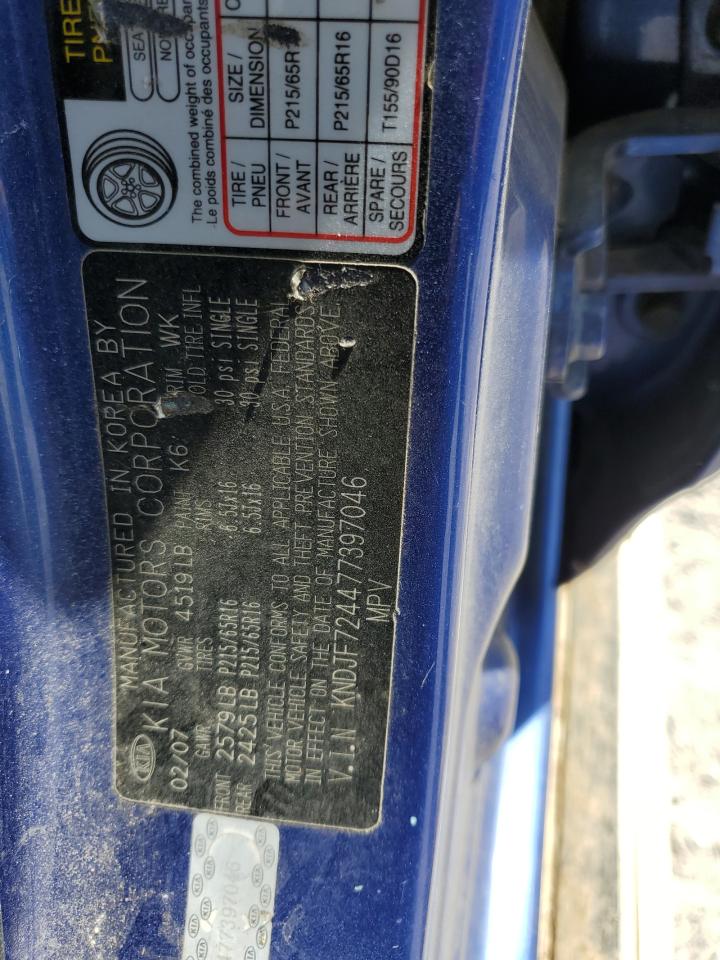 TIRE
SEA
The combined weight of occupan
Le poids combiné des occupants
TIRE / PNEU SIZE / DIMENSION
FRONT / AVANT P215/65R1
REAR / ARRIÈRE P215/65R16
SPARE / SECOURS T155/90D16
MANUFACTURED IN KOREA BY
KIA KIA MOTORS CORPORATION
02/07 GVWR 4519LB PAINT K6 TRIM WK
GAWR TIRES RIMS COLD TIRE INFL
FRONT 2579LB P215/65R16 6.5Jx16 30 psi SINGLE
REAR 2425LB P215/65R16 6.5Jx16 30 psi SINGLE
THIS VEHICLE CONFORMS TO ALL APPLICABLE U.S.A. FEDERAL
MOTOR VEHICLE SAFETY AND THEFT PREVENTION STANDARDS
IN EFFECT ON THE DATE OF MANUFACTURE SHOWN ABOVE.
V.I.N KNDJF724477397046
MPV
477397046